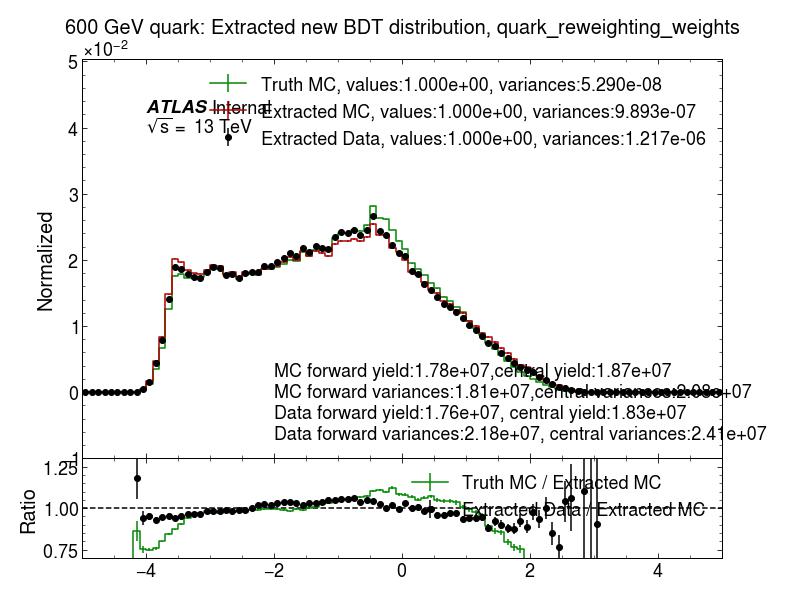 600 GeV quark: Extracted new BDT distribution, quark_reweighting_weights
×10⁻²
5
4
3
2
1
0
1
Normalized
ATLAS Internal
√s = 13 TeV
Truth MC, values:1.000e+00, variances:5.290e-08
Extracted MC, values:1.000e+00, variances:9.893e-07
Extracted Data, values:1.000e+00, variances:1.217e-06
MC forward yield:1.78e+07,central yield:1.87e+07
MC forward variances:1.81e+07,central variances:2.08e+07
Data forward yield:1.76e+07, central yield:1.83e+07
Data forward variances:2.18e+07, central variances:2.41e+07
1.25
1.00
0.75
Ratio
Truth MC / Extracted MC
Extracted Data / Extracted MC
−4 −2 0 2 4